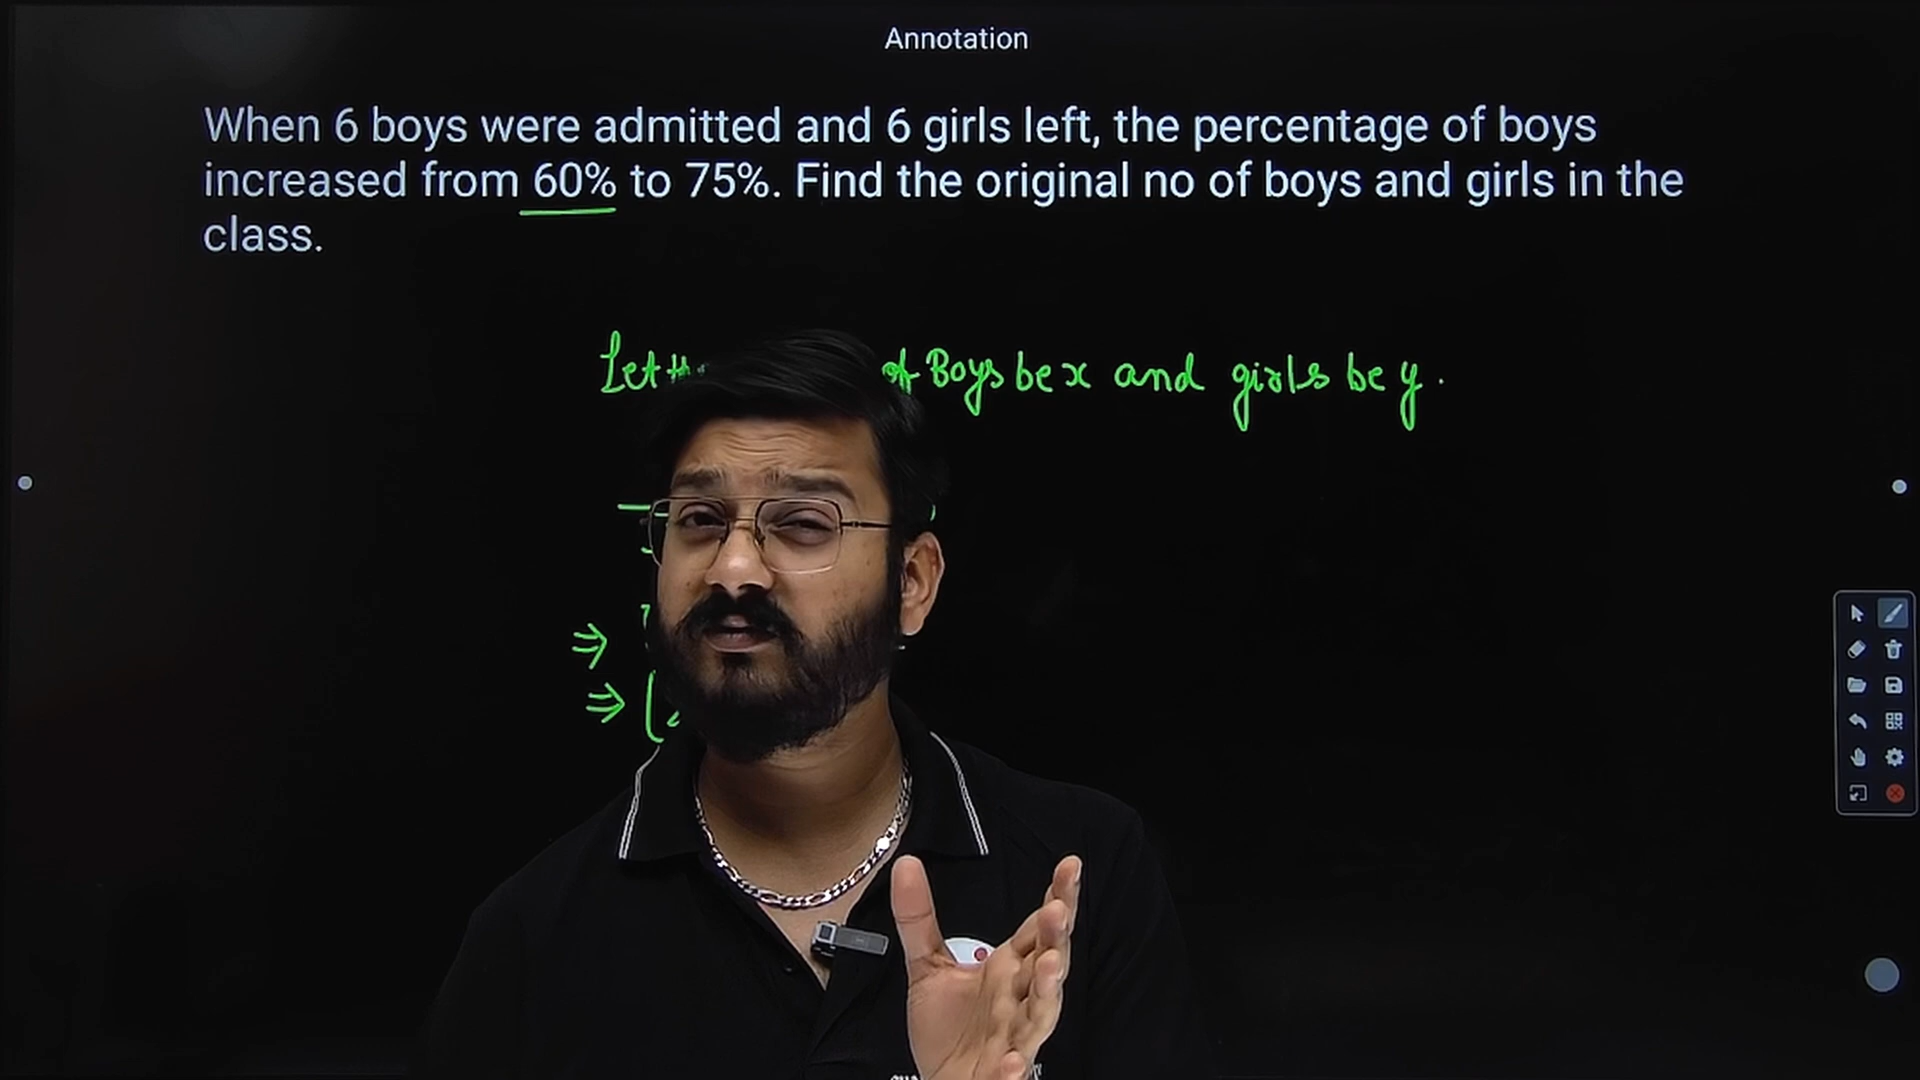 Annotation
When 6 boys were admitted and 6 girls left, the percentage of boys
increased from 60% to 75%. Find the original no of boys and girls in the
class.
Let of Boys be x and girls be y.
⇒
⇒ (